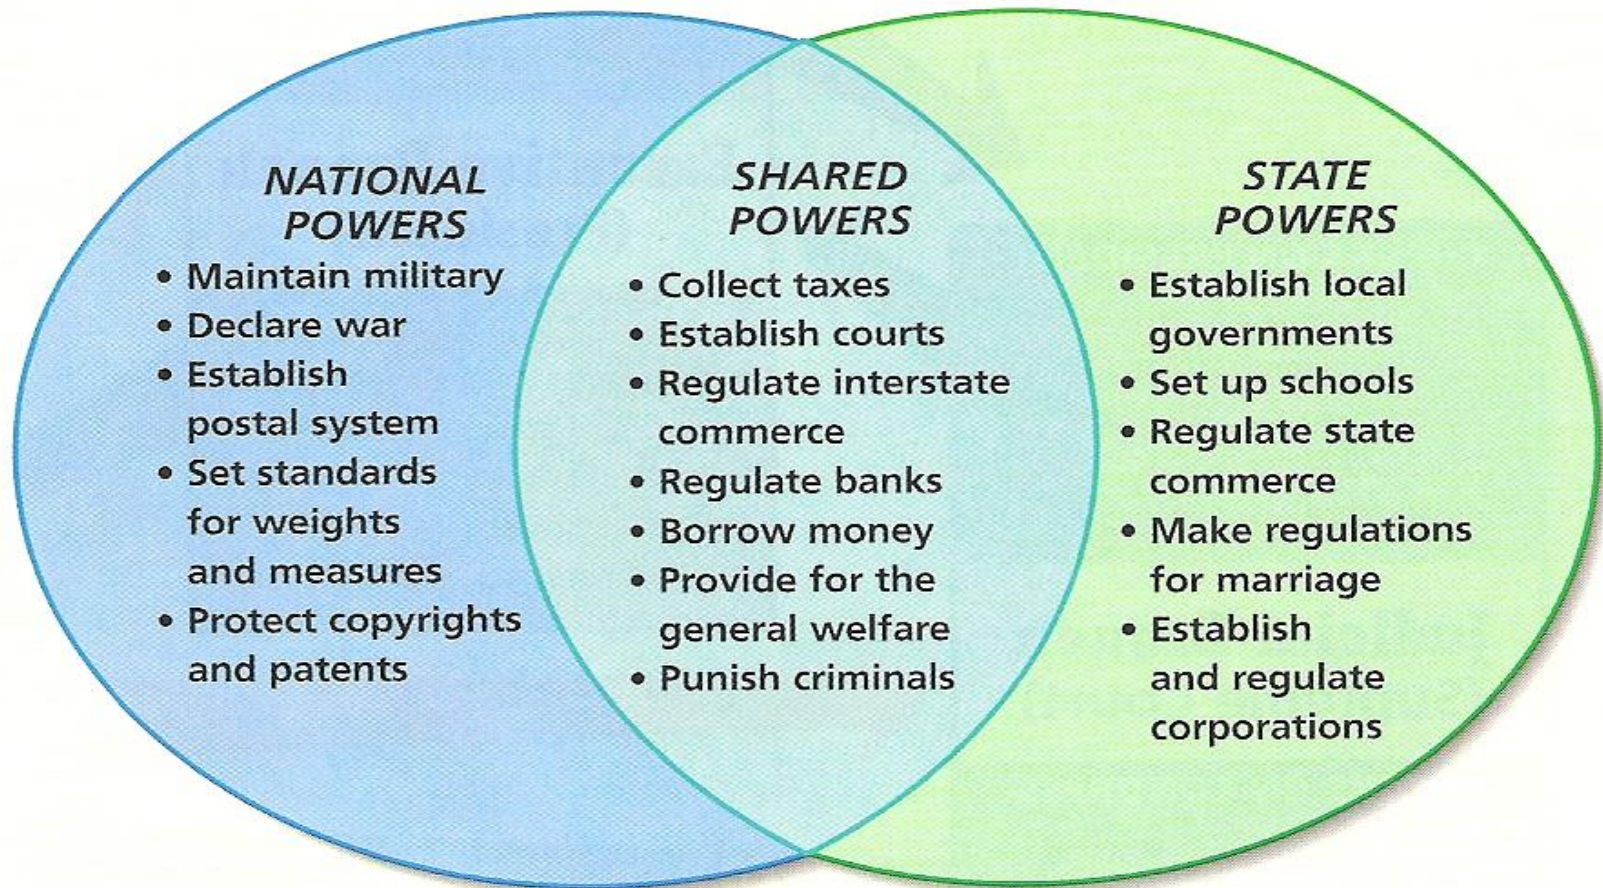 NATIONAL
POWERS
• Maintain military
• Declare war
• Establish
postal system
• Set standards
for weights
and measures
• Protect copyrights
and patents
SHARED
POWERS
• Collect taxes
• Establish courts
• Regulate interstate
commerce
• Regulate banks
• Borrow money
• Provide for the
general welfare
• Punish criminals
STATE
POWERS
• Establish local
governments
• Set up schools
• Regulate state
commerce
• Make regulations
for marriage
• Establish
and regulate
corporations